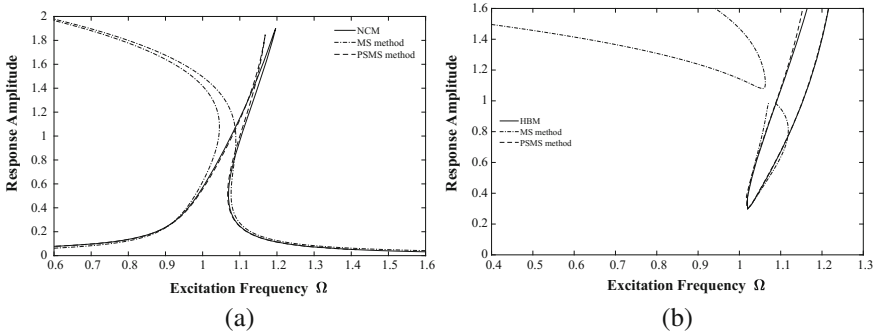 2
1.8
1.6
1.4
1.2
1
0.8
0.6
0.4
0.2
0
Response Amplitude
NCM
MS method
PSMS method
0.6 0.7 0.8 0.9 1 1.1 1.2 1.3 1.4 1.5 1.6
Excitation Frequency Ω
(a)
1.6
1.4
1.2
1
0.8
0.6
0.4
0.2
0
Response Amplitude
HBM
MS method
PSMS method
0.4 0.5 0.6 0.7 0.8 0.9 1 1.1 1.2 1.3
Excitation Frequency Ω
(b)